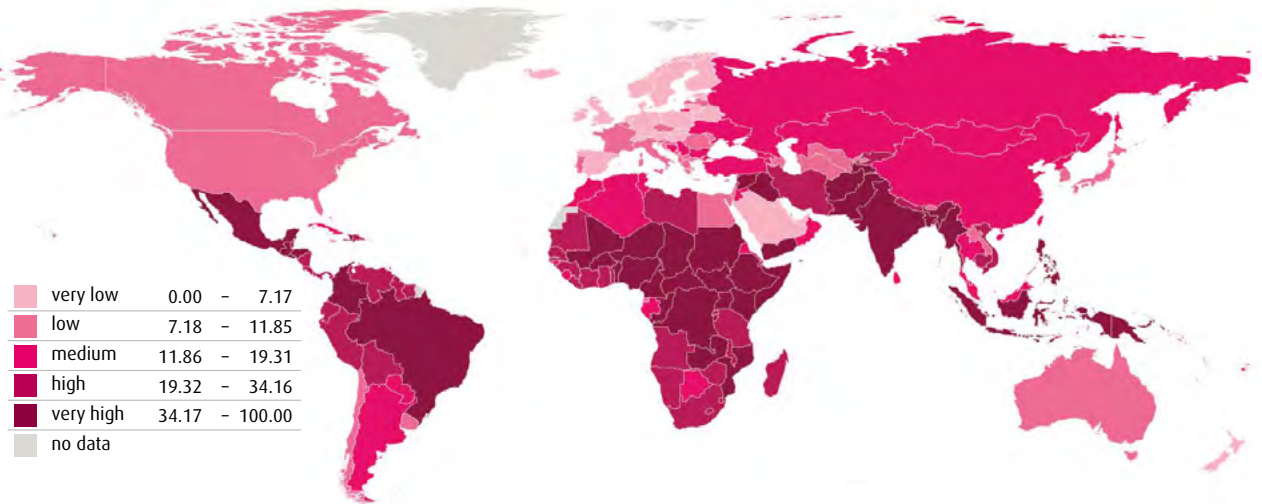 very low 0.00 – 7.17
low 7.18 – 11.85
medium 11.86 – 19.31
high 19.32 – 34.16
very high 34.17 – 100.00
no data